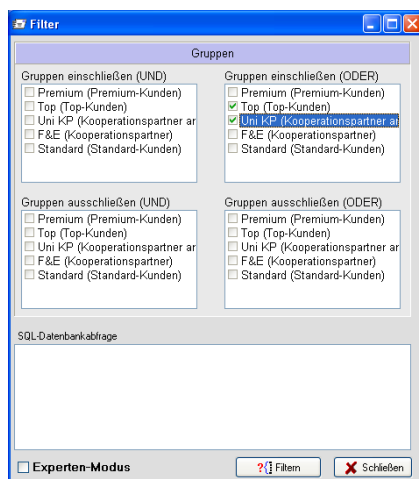 Filter
Gruppen
Gruppen einschließen (UND)
Premium (Premium-Kunden)
Top (Top-Kunden)
Uni KP (Kooperationspartner ar
F&E (Kooperationspartner)
Standard (Standard-Kunden)
Gruppen einschließen (ODER)
Premium (Premium-Kunden)
Top (Top-Kunden)
Uni KP (Kooperationspartner an
F&E (Kooperationspartner)
Standard (Standard-Kunden)
Gruppen ausschließen (UND)
Premium (Premium-Kunden)
Top (Top-Kunden)
Uni KP (Kooperationspartner ar
F&E (Kooperationspartner)
Standard (Standard-Kunden)
Gruppen ausschließen (ODER)
Premium (Premium-Kunden)
Top (Top-Kunden)
Uni KP (Kooperationspartner ar
F&E (Kooperationspartner)
Standard (Standard-Kunden)
SQL-Datenbankabfrage
Experten-Modus
Filtern
Schließen